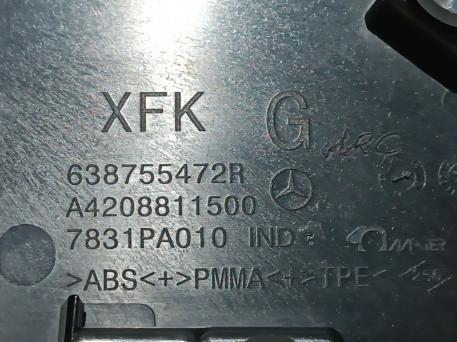 XFK G
638755472R
A4208811500
7831PA010 IND
>ABS<+>PMMA<+>TPE<